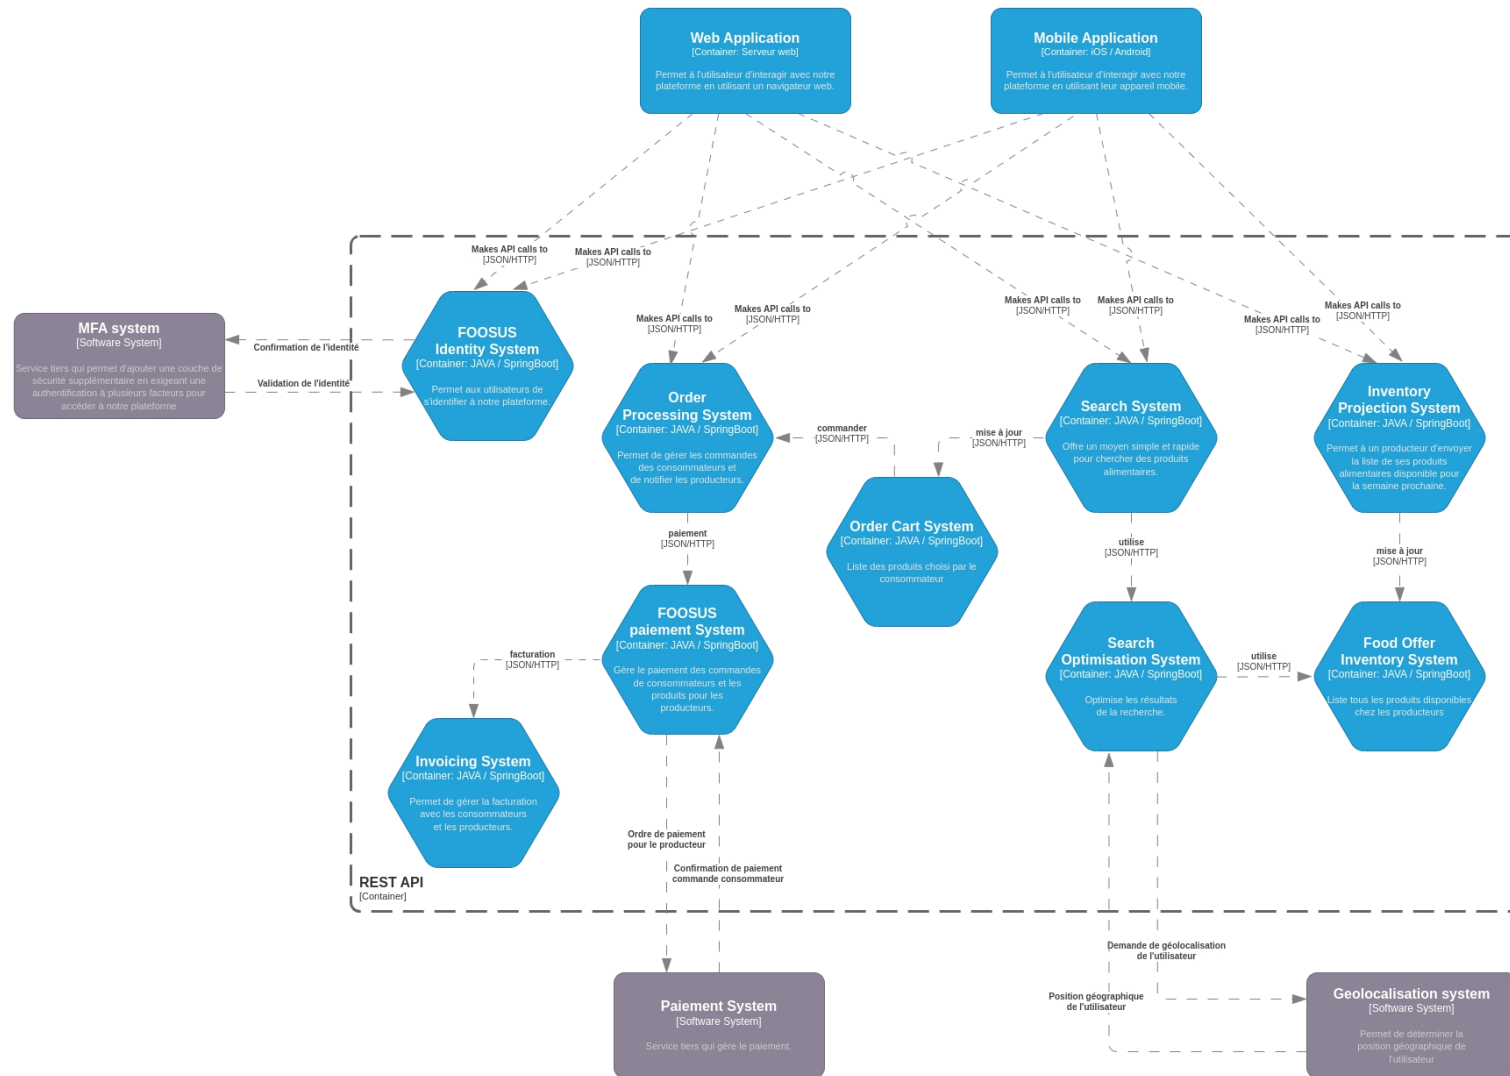 Web Application
[Container: Serveur web]
Permet à l'utilisateur d'interagir avec notre
plateforme en utilisant un navigateur web.
Mobile Application
[Container: iOS / Android]
Permet à l'utilisateur d'interagir avec notre
plateforme en utilisant leur appareil mobile.
Makes API calls to
[JSON/HTTP]
Makes API calls to
[JSON/HTTP]
Makes API calls to
[JSON/HTTP]
Makes API calls to
[JSON/HTTP]
Makes API calls to
[JSON/HTTP]
Makes API calls to
[JSON/HTTP]
Makes API calls to
[JSON/HTTP]
Makes API calls to
[JSON/HTTP]
MFA system
[Software System]
Service tiers qui permet d'ajouter une couche de
sécurité supplémentaire en exigeant une
authentification à plusieurs facteurs pour
accéder à notre plateforme
Confirmation de l'identité
Validation de l'identité
FOOSUS
Identity System
[Container: JAVA / SpringBoot]
Permet aux utilisateurs de
s'identifier à notre plateforme.
Order
Processing System
[Container: JAVA / SpringBoot]
Permet de gérer les commandes
des consommateurs et
de notifier les producteurs.
commander
[JSON/HTTP]
mise à jour
[JSON/HTTP]
Search System
[Container: JAVA / SpringBoot]
Offre un moyen simple et rapide
pour chercher des produits
alimentaires.
Inventory
Projection System
[Container: JAVA / SpringBoot]
Permet à un producteur d'envoyer
la liste de ses produits
alimentaires disponible pour
la semaine prochaine.
Order Cart System
[Container: JAVA / SpringBoot]
Liste des produits choisi par le
consommateur
paiement
[JSON/HTTP]
utilise
[JSON/HTTP]
mise à jour
[JSON/HTTP]
FOOSUS
paiement System
[Container: JAVA / SpringBoot]
Gère le paiement des commandes
de consommateurs et les
produits pour les
producteurs.
facturation
[JSON/HTTP]
Search
Optimisation System
[Container: JAVA / SpringBoot]
Optimise les résultats
de la recherche.
utilise
[JSON/HTTP]
Food Offer
Inventory System
[Container: JAVA / SpringBoot]
Liste tous les produits disponibles
chez les producteurs
Invoicing System
[Container: JAVA / SpringBoot]
Permet de gérer la facturation
avec les consommateurs
et les producteurs.
Ordre de paiement
pour le producteur
Confirmation de paiement
commande consommateur
REST API
[Container]
Demande de géolocalisation
de l'utilisateur
Position géographique
de l'utilisateur
Paiement System
[Software System]
Service tiers qui gère le paiement.
Geolocalisation system
[Software System]
Permet de déterminer la
position géographique de
l'utilisateur